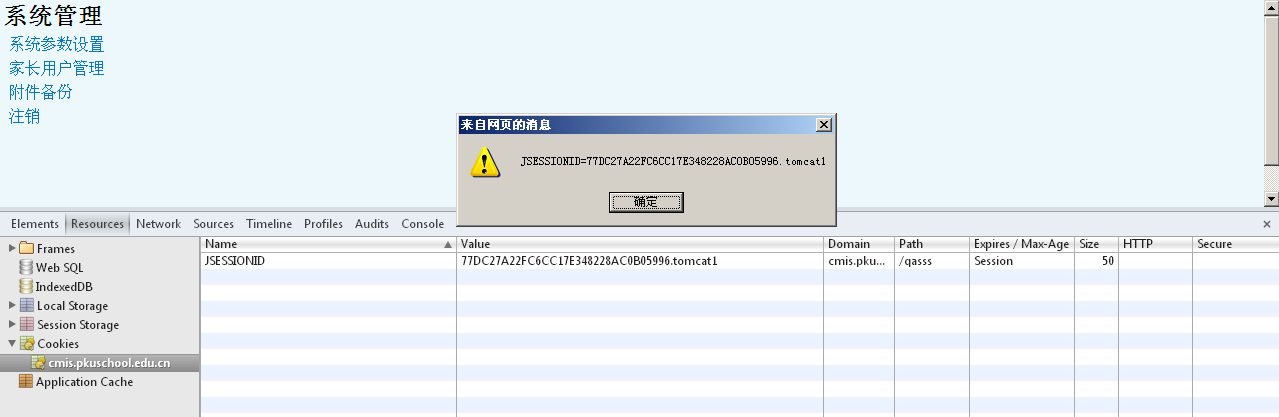 系统管理
系统参数设置
家长用户管理
附件备份
注销
来自网页的消息
JSESSIONID=77DC27A22FC6CC17E348228AC0B05996.tomcat1
确定
Elements Resources Network Sources Timeline Profiles Audits Console
Frames
Web SQL
IndexedDB
Local Storage
Session Storage
Cookies
cmis.pkuschool.edu.cn
Application Cache
Name Value Domain Path Expires / Max-Age Size HTTP Secure
JSESSIONID 77DC27A22FC6CC17E348228AC0B05996.tomcat1 cmis.pku... /qasss Session 50